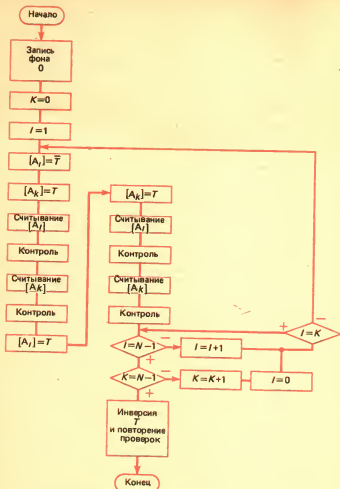 Начало
Запись
фона
0
K=0
I=1
[A_I]=T̅
[A_k]=T
Считывание
[A_I]
Контроль
Считывание
[A_k]
Контроль
[A_I]=T
[A_k]=T
Считывание
[A_I]
Контроль
Считывание
[A_k]
Контроль
I=K
+
−
I=N−1
−
+
I=I+1
K=N−1
−
+
K=K+1
I=0
Инверсия
T
и повторение
проверок
Конец